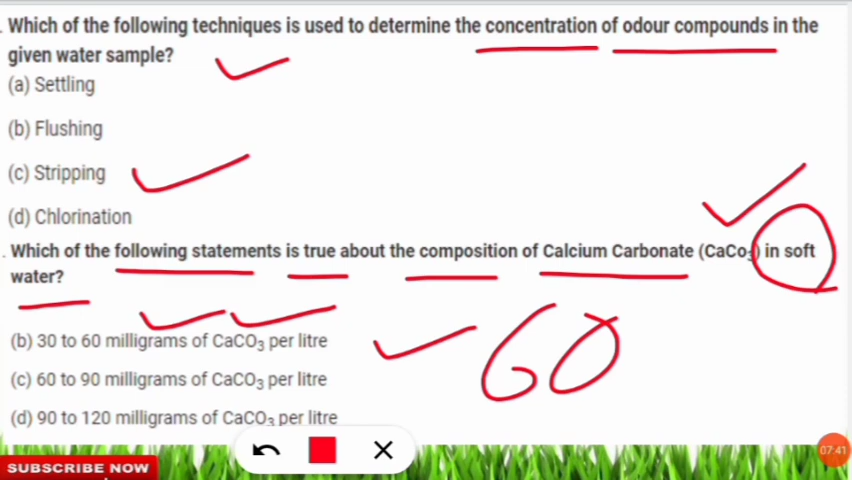 . Which of the following techniques is used to determine the concentration of odour compounds in the
given water sample?
(a) Settling
(b) Flushing
(c) Stripping
(d) Chlorination
. Which of the following statements is true about the composition of Calcium Carbonate (CaCo3) in soft
water?
(b) 30 to 60 milligrams of CaCO3 per litre
60
(c) 60 to 90 milligrams of CaCO3 per litre
(d) 90 to 120 milligrams of CaCO3 per litre
07:41
SUBSCRIBE NOW